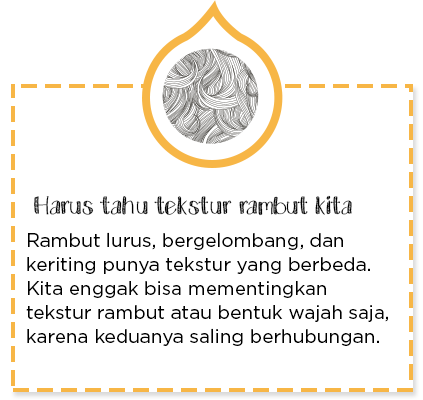 Harus tahu tekstur rambut kita
Rambut lurus, bergelombang, dan
keriting punya tekstur yang berbeda.
Kita enggak bisa mementingkan
tekstur rambut atau bentuk wajah saja,
karena keduanya saling berhubungan.